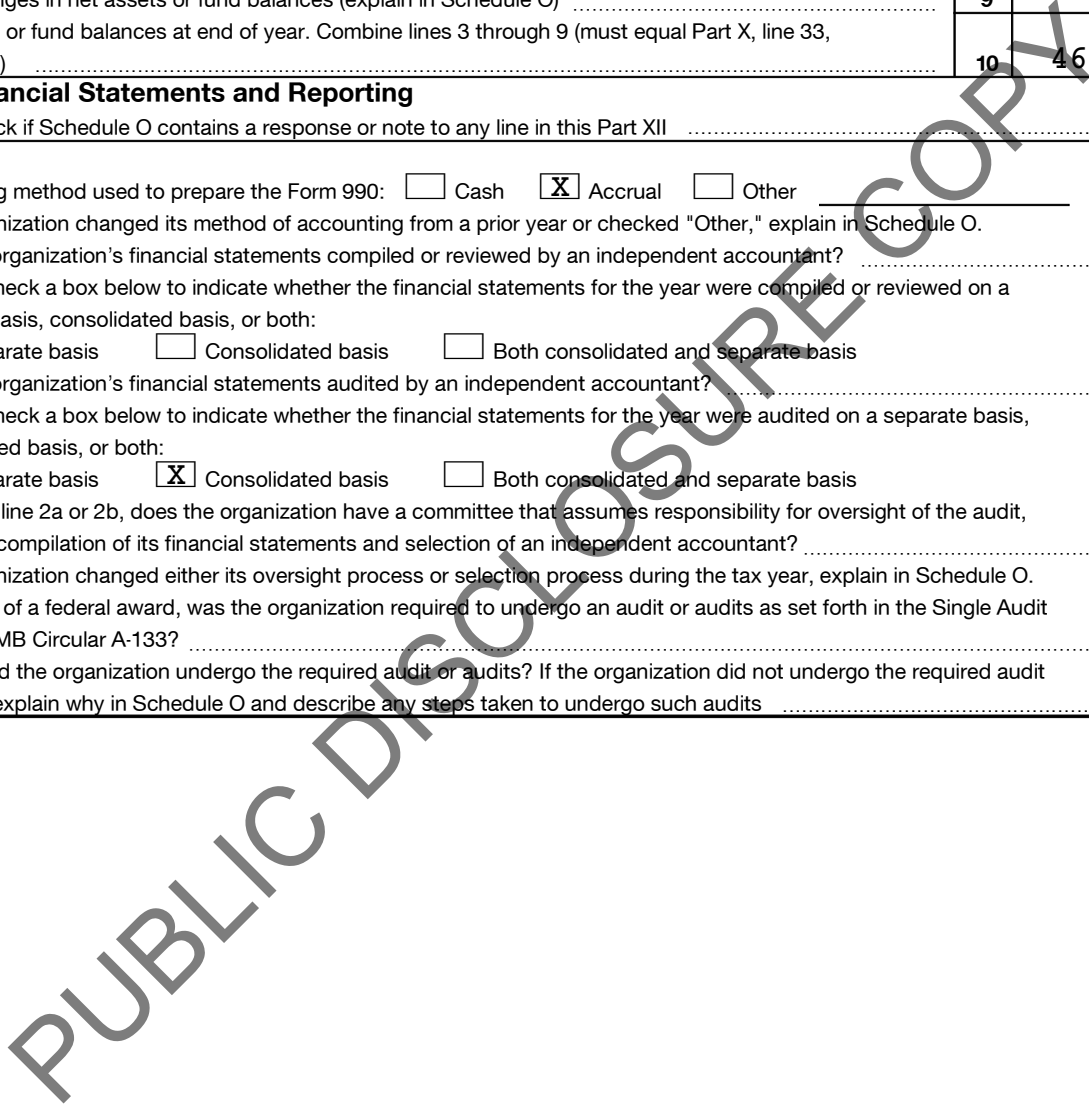 nges in net assets or fund balances (explain in Schedule O) 9
or fund balances at end of year. Combine lines 3 through 9 (must equal Part X, line 33,
) 10 46
ancial Statements and Reporting
ck if Schedule O contains a response or note to any line in this Part XII
g method used to prepare the Form 990: Cash X Accrual Other
nization changed its method of accounting from a prior year or checked "Other," explain in Schedule O.
organization's financial statements compiled or reviewed by an independent accountant?
heck a box below to indicate whether the financial statements for the year were compiled or reviewed on a
asis, consolidated basis, or both:
arate basis Consolidated basis Both consolidated and separate basis
organization's financial statements audited by an independent accountant?
heck a box below to indicate whether the financial statements for the year were audited on a separate basis,
ed basis, or both:
arate basis X Consolidated basis Both consolidated and separate basis
line 2a or 2b, does the organization have a committee that assumes responsibility for oversight of the audit,
compilation of its financial statements and selection of an independent accountant?
nization changed either its oversight process or selection process during the tax year, explain in Schedule O.
of a federal award, was the organization required to undergo an audit or audits as set forth in the Single Audit
MB Circular A-133?
d the organization undergo the required audit or audits? If the organization did not undergo the required audit
explain why in Schedule O and describe any steps taken to undergo such audits
PUBLIC DISCLOSURE COPY